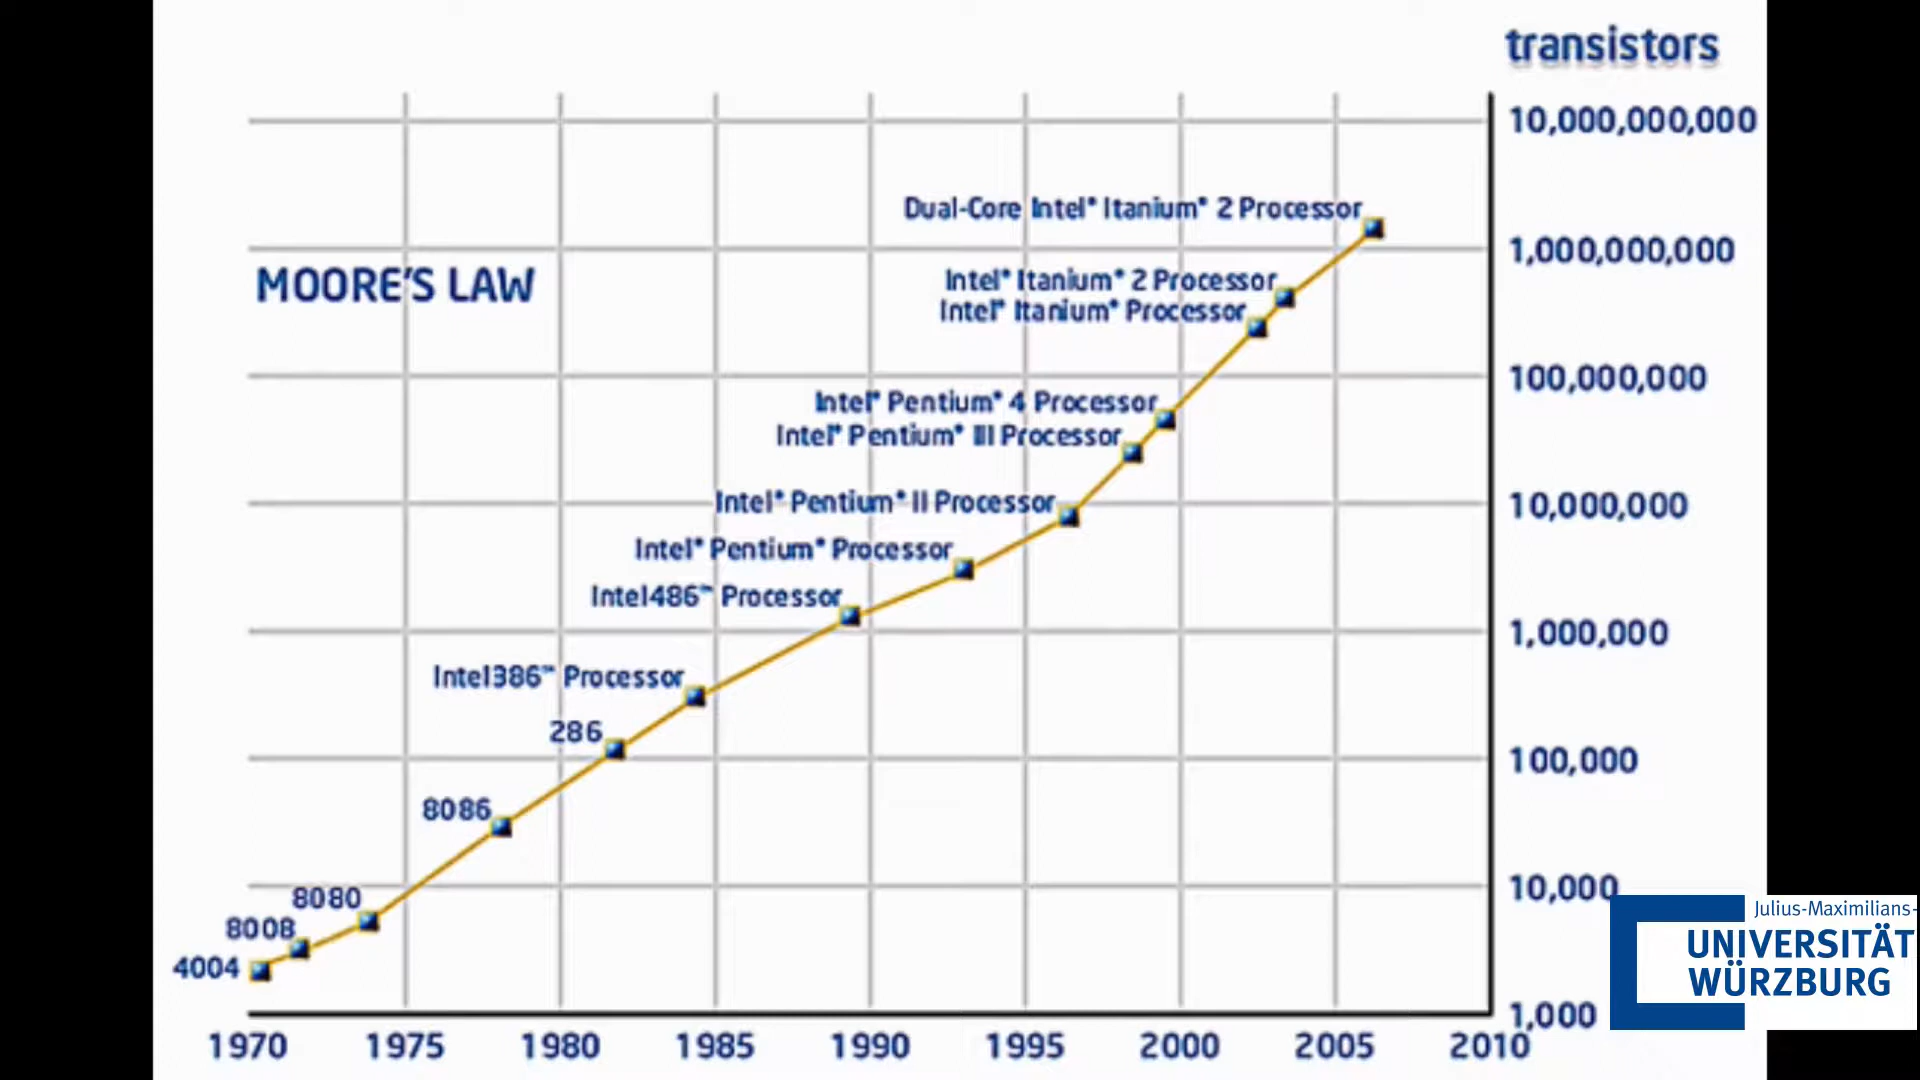 transistors
10,000,000,000
Dual-Core Intel® Itanium® 2 Processor
1,000,000,000
MOORE'S LAW
Intel® Itanium® 2 Processor
Intel® Itanium® Processor
100,000,000
Intel® Pentium® 4 Processor
Intel® Pentium® III Processor
Intel® Pentium® II Processor
10,000,000
Intel® Pentium® Processor
Intel486™ Processor
1,000,000
Intel386™ Processor
286
100,000
8086
10,000
8080
8008
4004
1,000
1970 1975 1980 1985 1990 1995 2000 2005 2010
Julius-Maximilians-
UNIVERSITÄT
WÜRZBURG